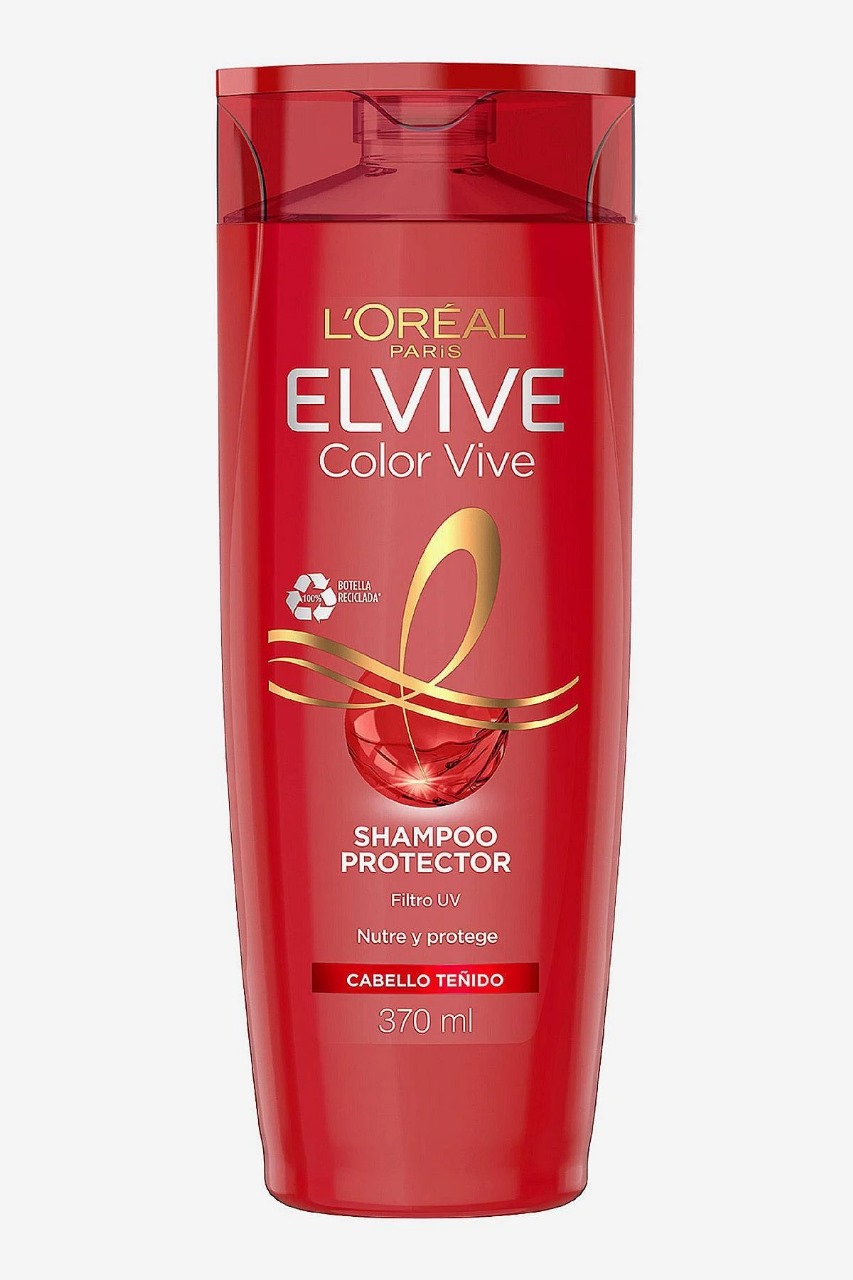 L'ORÉAL
PARiS
ELVIVE
Color Vive
100%
BOTELLA
RECICLADA*
SHAMPOO
PROTECTOR
Filtro UV
Nutre y protege
CABELLO TEÑIDO
370 ml